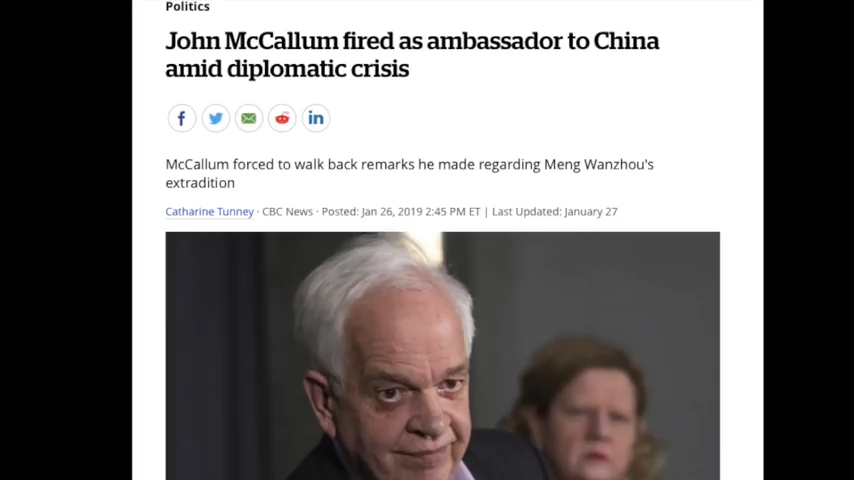 Politics
John McCallum fired as ambassador to China
amid diplomatic crisis
McCallum forced to walk back remarks he made regarding Meng Wanzhou's
extradition
Catharine Tunney · CBC News · Posted: Jan 26, 2019 2:45 PM ET | Last Updated: January 27